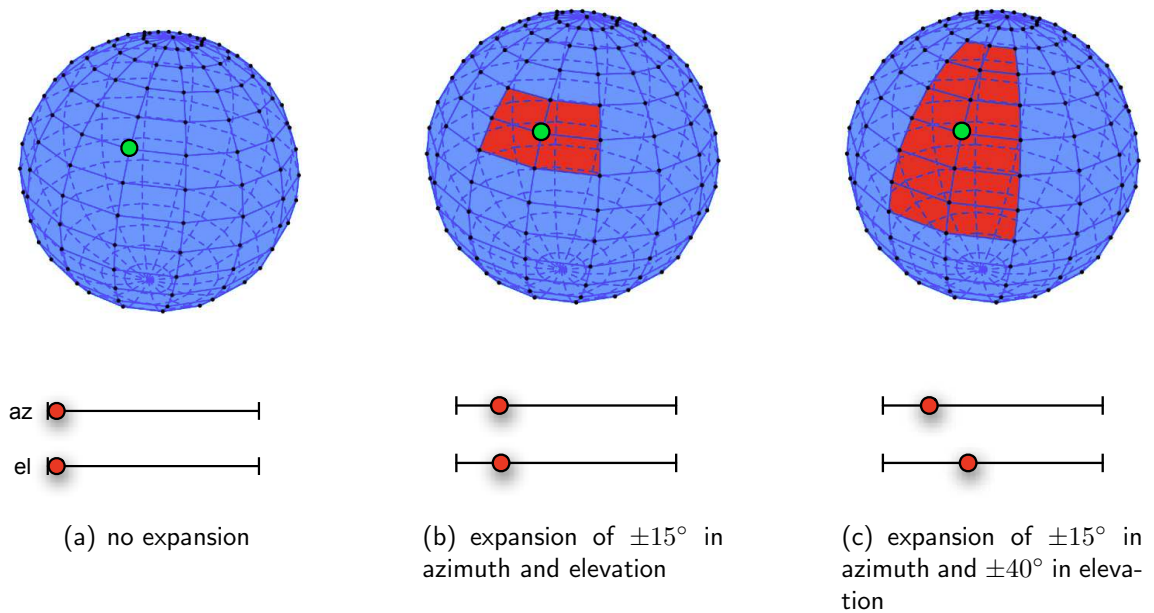 az
el
(a) no expansion
(b) expansion of ±15° in
azimuth and elevation
(c) expansion of ±15° in
azimuth and ±40° in eleva-
tion